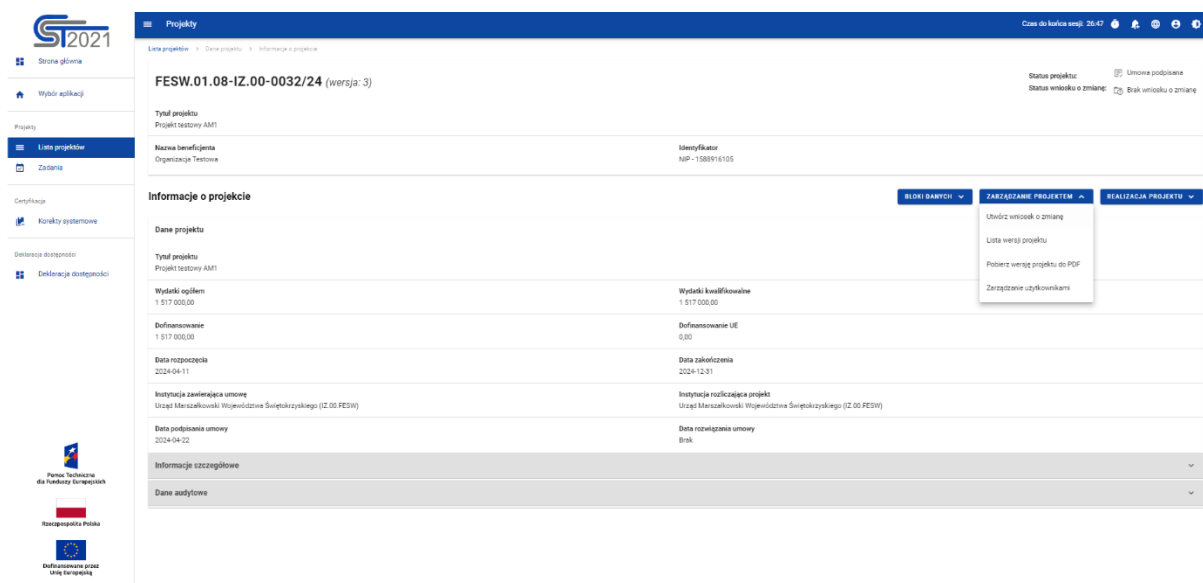 CST2021
Strona główna
Wybór aplikacji
Projekty
Lista projektów
Zadania
Certyfikacja
Korekty systemowe
Deklaracja dostępności
Deklaracja dostępności
Pomoc Techniczna
dla Funduszy Europejskich
Rzeczpospolita Polska
Dofinansowane przez
Unię Europejską
Projekty
Czas do końca sesji: 26:47
Lista projektów > Dane projektu > Informacje o projekcie
FESW.01.08-IZ.00-0032/24 (wersja: 3)
Status projektu: Umowa podpisana
Status wniosku o zmianę: Brak wniosku o zmianę
Tytuł projektu
Projekt testowy AM1
Nazwa beneficjenta Identyfikator
Organizacja Testowa NIP - 1588916105
Informacje o projekcie
BLOKI DANYCH ZARZĄDZANIE PROJEKTEM REALIZACJA PROJEKTU
Utwórz wniosek o zmianę
Lista wersji projektu
Pobierz wersję projektu do PDF
Zarządzanie użytkownikami
Dane projektu
Tytuł projektu
Projekt testowy AM1
Wydatki ogółem Wydatki kwalifikowalne
1 517 000,00 1 517 000,00
Dofinansowanie Dofinansowanie UE
1 517 000,00 0,00
Data rozpoczęcia Data zakończenia
2024-04-11 2024-12-31
Instytucja zawierająca umowę Instytucja rozliczająca projekt
Urząd Marszałkowski Województwa Świętokrzyskiego (IZ.00.FESW) Urząd Marszałkowski Województwa Świętokrzyskiego (IZ.00.FESW)
Data podpisania umowy Data rozwiązania umowy
2024-04-22 Brak
Informacje szczegółowe
Dane audytowe